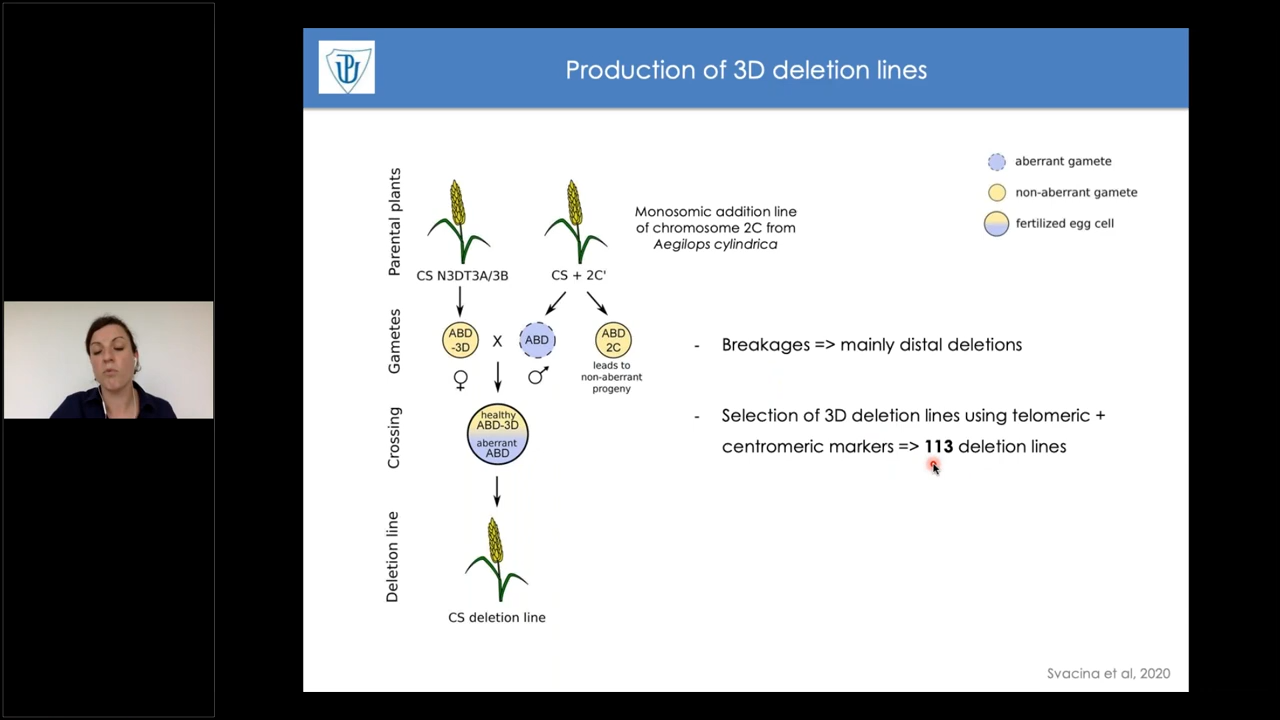 Production of 3D deletion lines
aberrant gamete
non-aberrant gamete
fertilized egg cell
Parental plants
Monosomic addition line
of chromosome 2C from
Aegilops cylindrica
CS N3DT3A/3B
CS + 2C'
Gametes
ABD
-3D
X
ABD
ABD
2C
♀
♂
leads to
non-aberrant
progeny
Crossing
healthy
ABD-3D
aberrant
ABD
Deletion line
CS deletion line
- Breakages => mainly distal deletions
- Selection of 3D deletion lines using telomeric +
centromeric markers => 113 deletion lines
Svacina et al, 2020